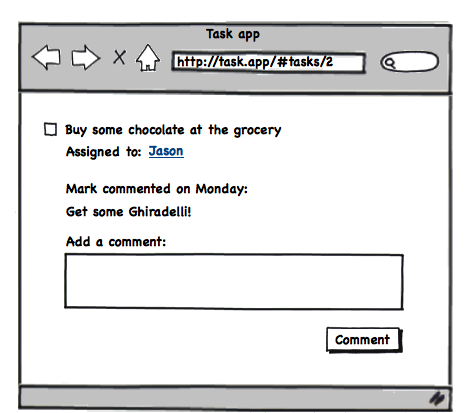 Task app
http://task.app/#tasks/2
Buy some chocolate at the grocery
Assigned to: Jason
Mark commented on Monday:
Get some Ghiradelli!
Add a comment:
Comment